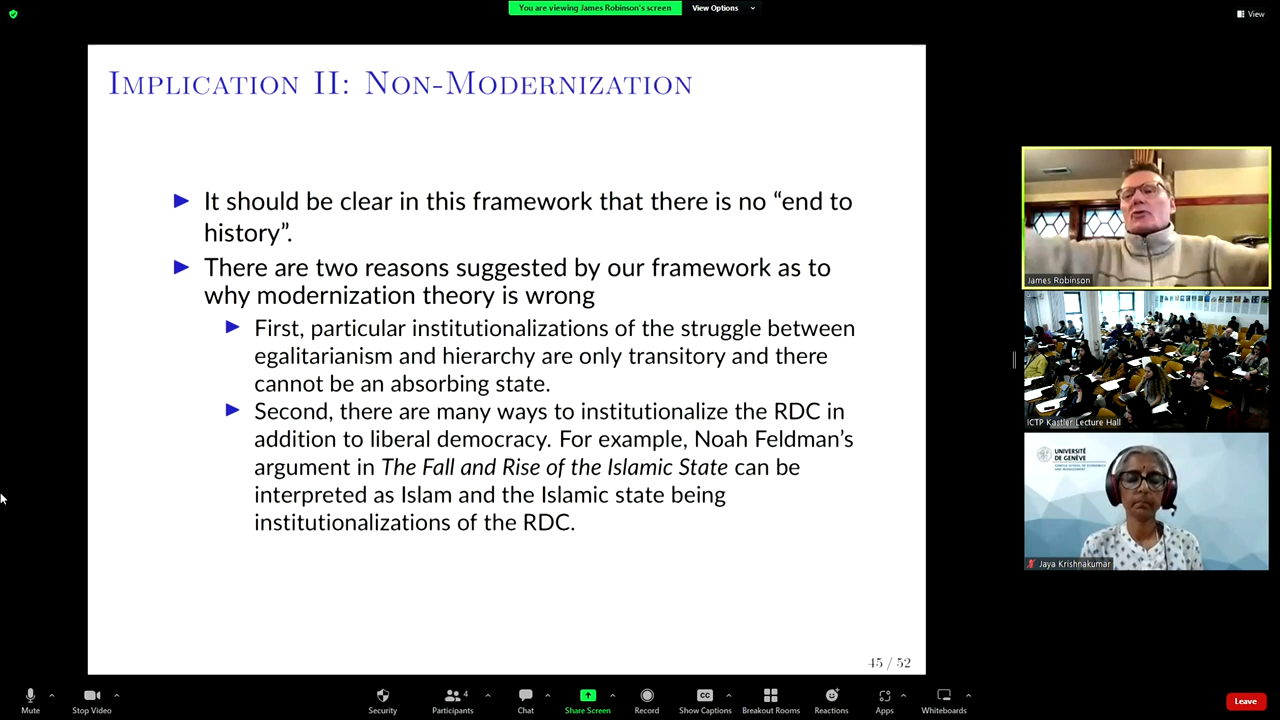 You are viewing James Robinson's screen
View Options
View
IMPLICATION II: NON-MODERNIZATION
It should be clear in this framework that there is no “end to
history”.
There are two reasons suggested by our framework as to
why modernization theory is wrong
First, particular institutionalizations of the struggle between
egalitarianism and hierarchy are only transitory and there
cannot be an absorbing state.
Second, there are many ways to institutionalize the RDC in
addition to liberal democracy. For example, Noah Feldman’s
argument in The Fall and Rise of the Islamic State can be
interpreted as Islam and the Islamic state being
institutionalizations of the RDC.
45 / 52
James Robinson
ICTP Kastler Lecture Hall
UNIVERSITÉ
DE GENÈVE
GENEVA SCHOOL OF ECONOMICS
AND MANAGEMENT
Jaya Krishnakumar
Mute
Stop Video
Security
Participants
4
Chat
Share Screen
Record
CC
Show Captions
Breakout Rooms
Reactions
Apps
Whiteboards
Leave